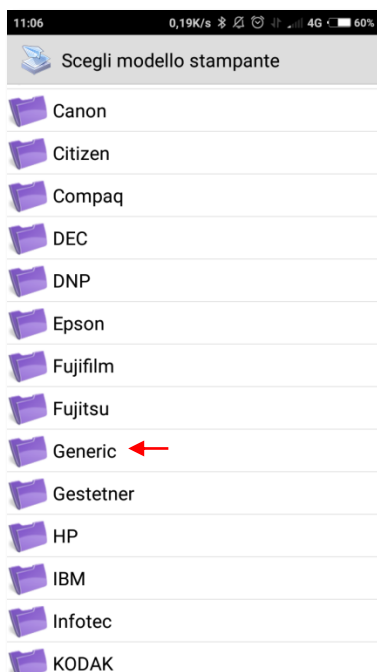 11:06 0,19K/s 4G 60%
Scegli modello stampante
Canon
Citizen
Compaq
DEC
DNP
Epson
Fujifilm
Fujitsu
Generic
Gestetner
HP
IBM
Infotec
KODAK